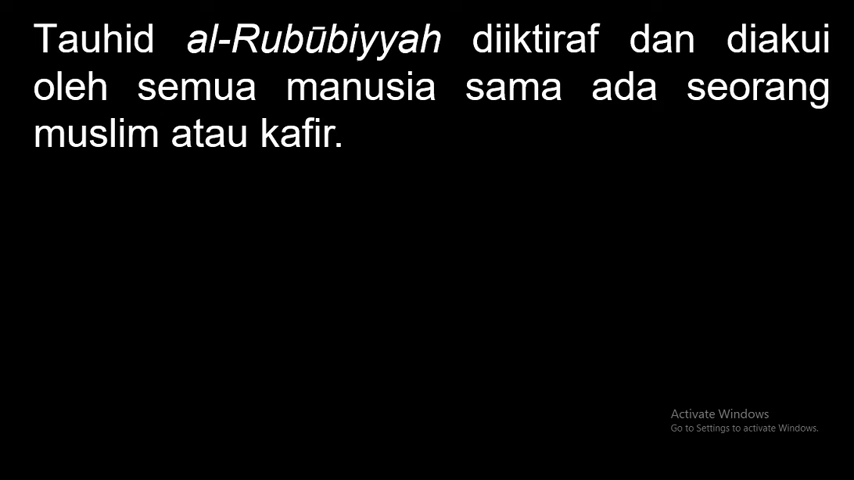 Tauhid al-Rubūbiyyah diiktiraf dan diakui
oleh semua manusia sama ada seorang
muslim atau kafir.
Activate Windows
Go to Settings to activate Windows.